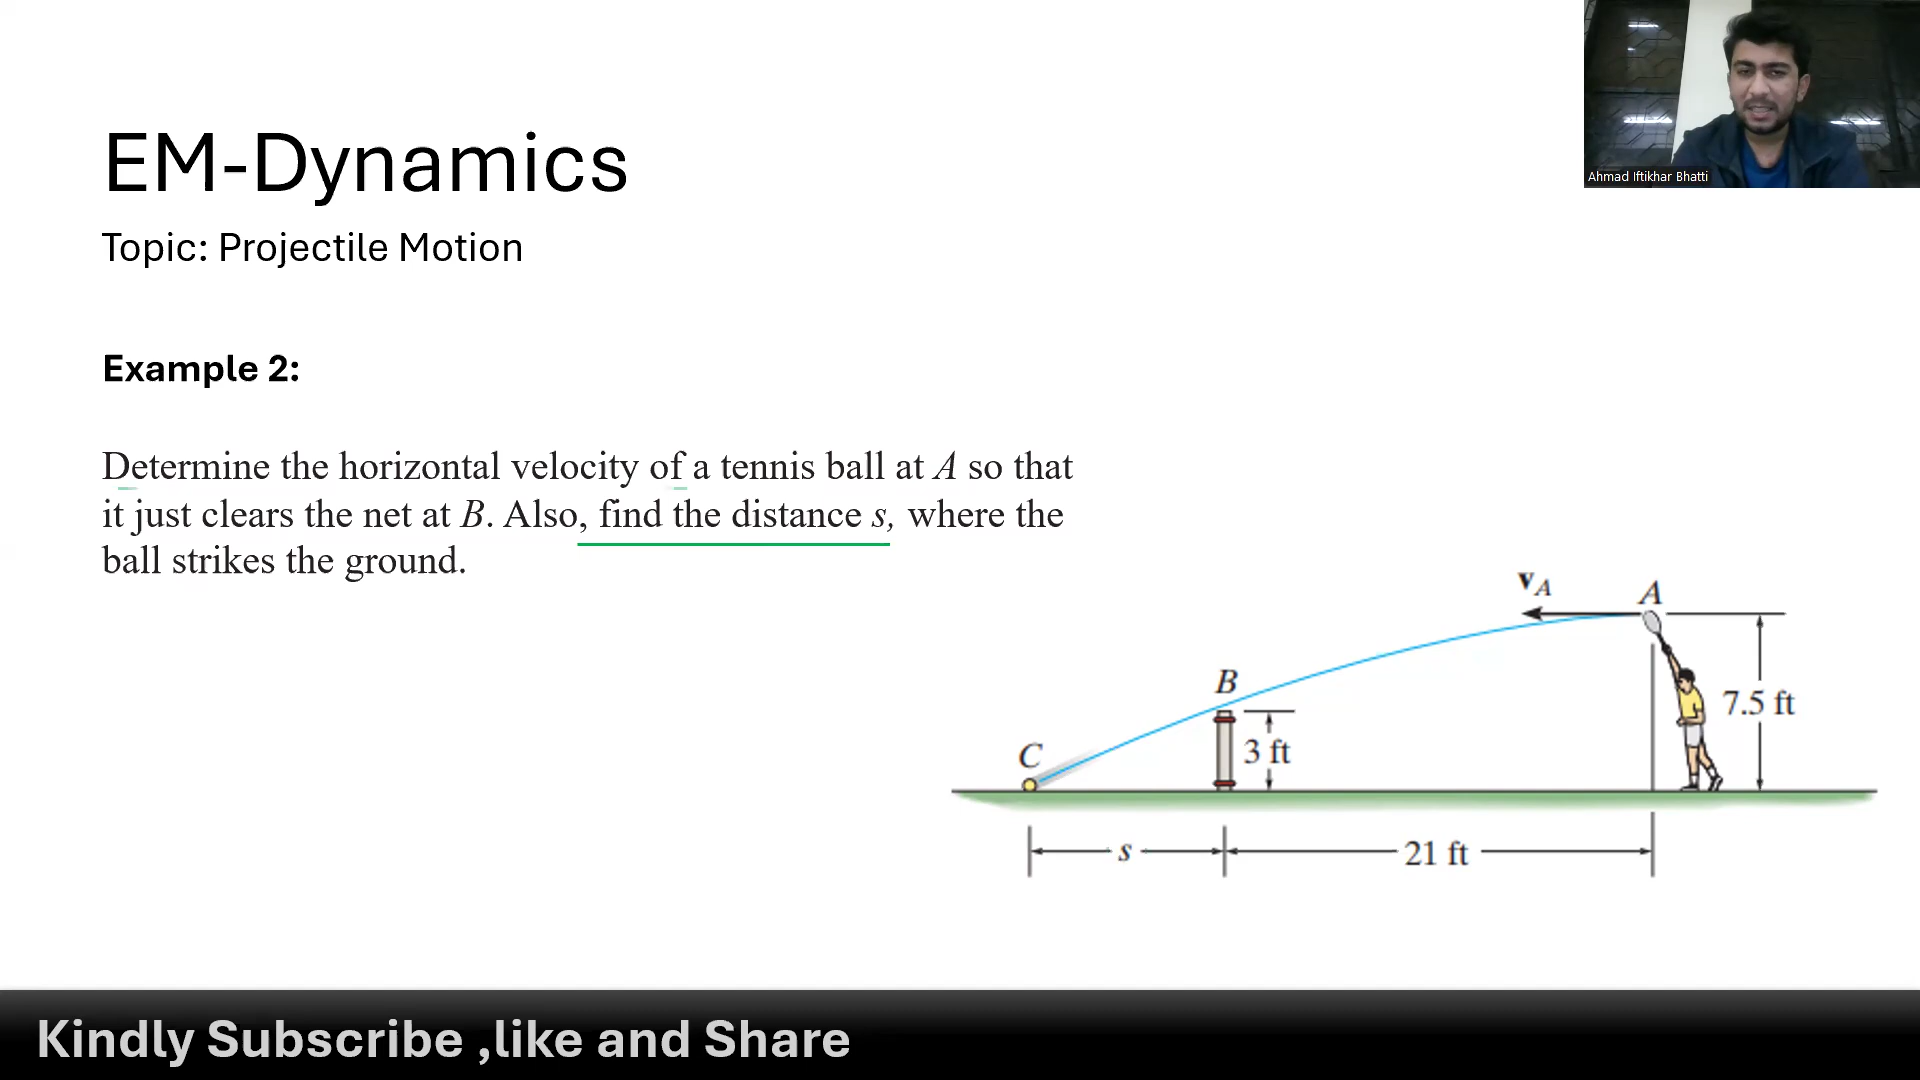 Ahmad Iftikhar Bhatti
EM-Dynamics
Topic: Projectile Motion
Example 2:
Determine the horizontal velocity of a tennis ball at A so that
it just clears the net at B. Also, find the distance s, where the
ball strikes the ground.
vA
A
B
7.5 ft
C
3 ft
s
21 ft
Kindly Subscribe ,like and Share